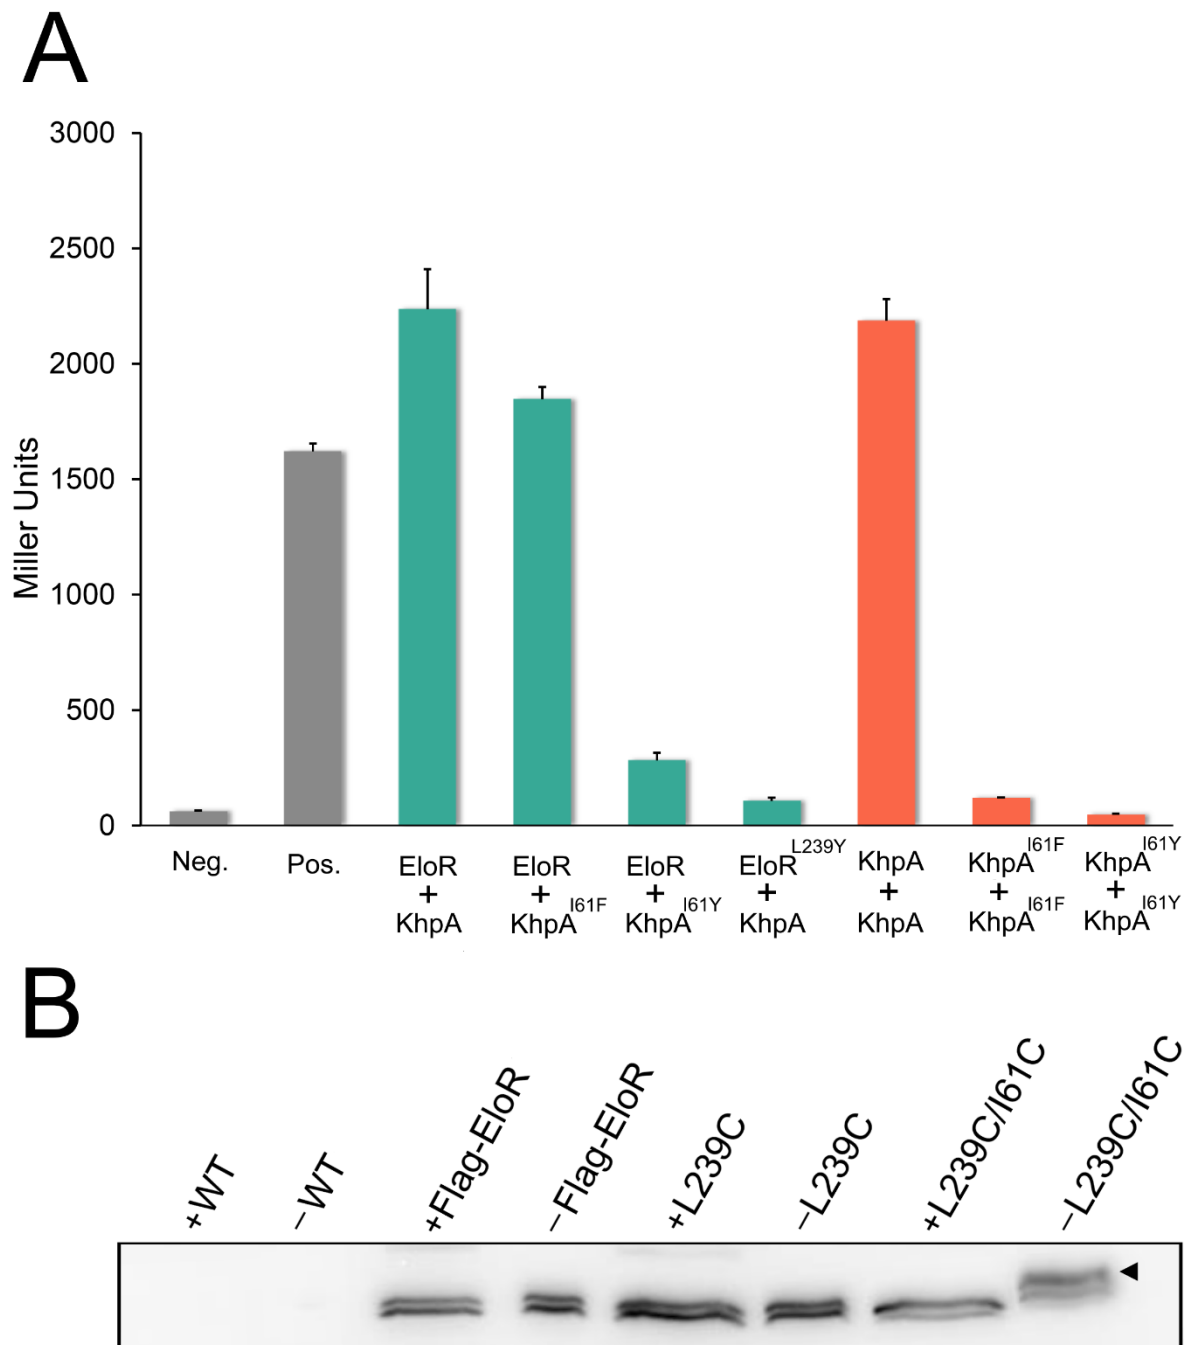 A
3000
2500
2000
1500
1000
500
0
Miller Units
Neg.
Pos.
EloR
+
KhpA
EloR
+
KhpA I61F
EloR
+
KhpA I61Y
EloR L239Y
+
KhpA
KhpA
+
KhpA
KhpA I61F
+
KhpA I61F
KhpA I61Y
+
KhpA I61Y
B
+WT
–WT
+Flag-EloR
–Flag-EloR
+L239C
–L239C
+L239C/I61C
–L239C/I61C